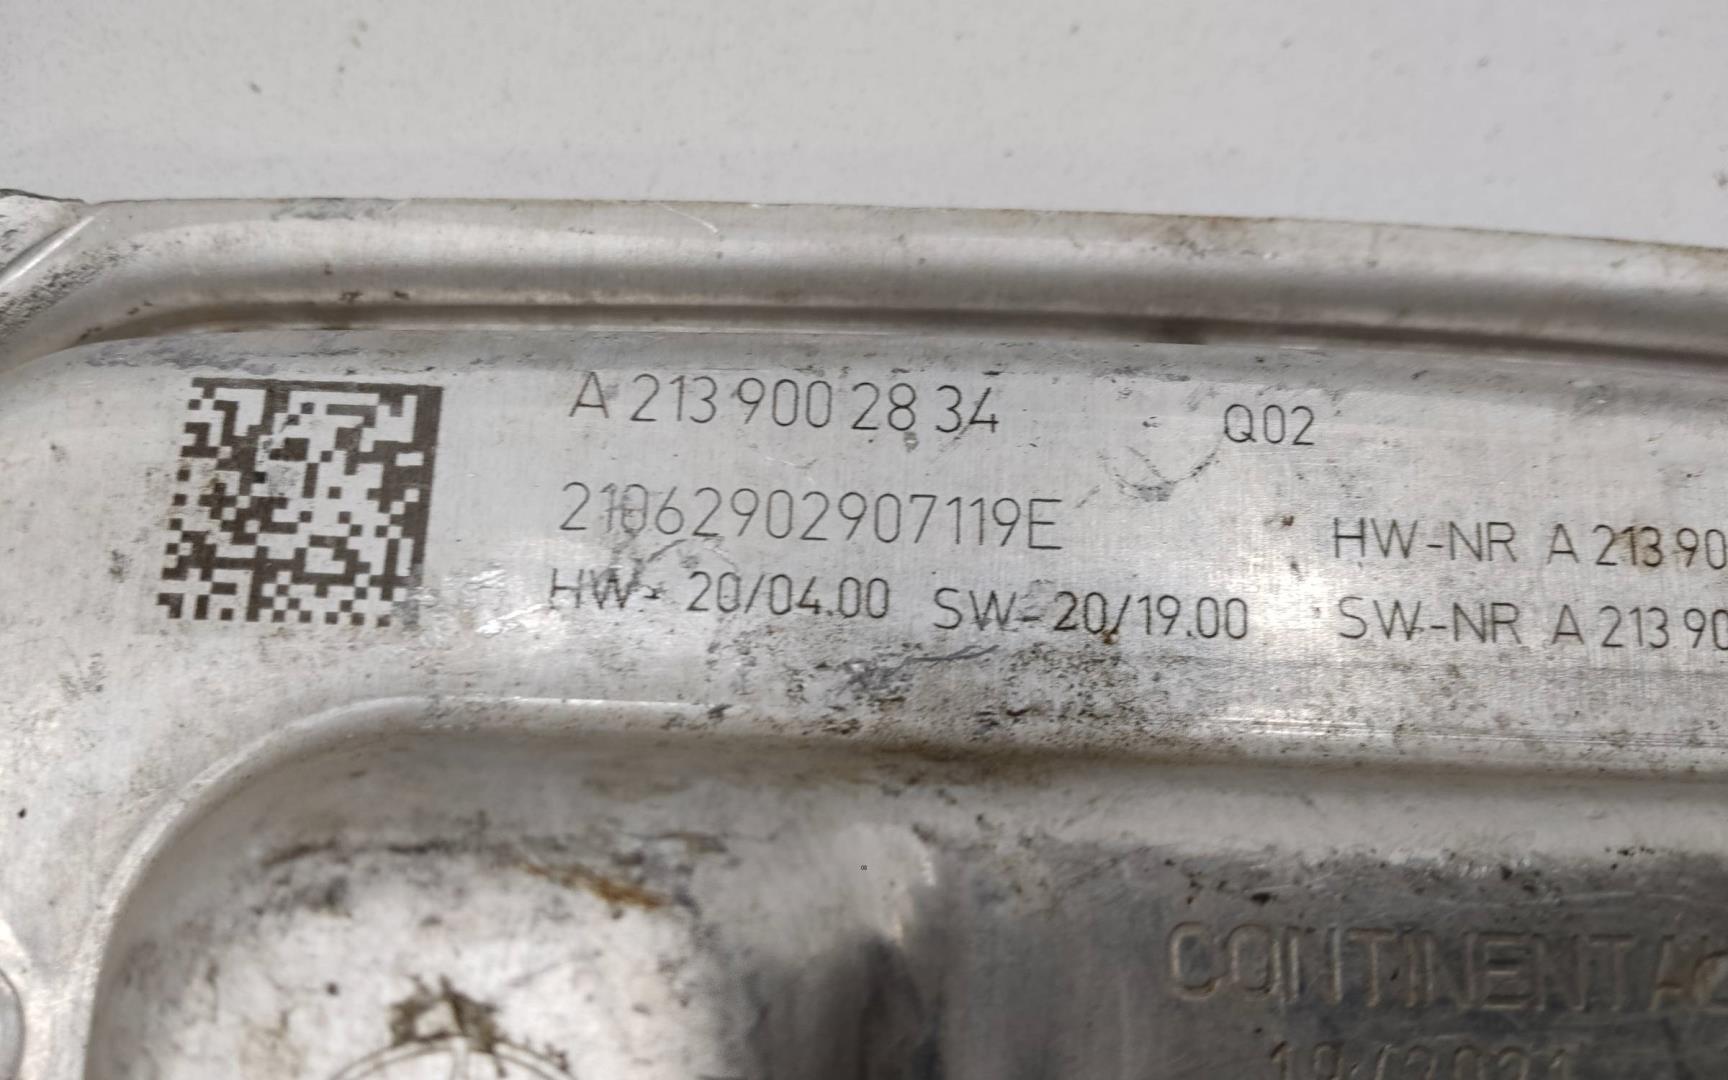 A 213 900 28 34
Q02
21062902907119E
HW- 20/04.00 SW-20/19.00
HW-NR A 213 90
SW-NR A 213 90
CONTINENTAL